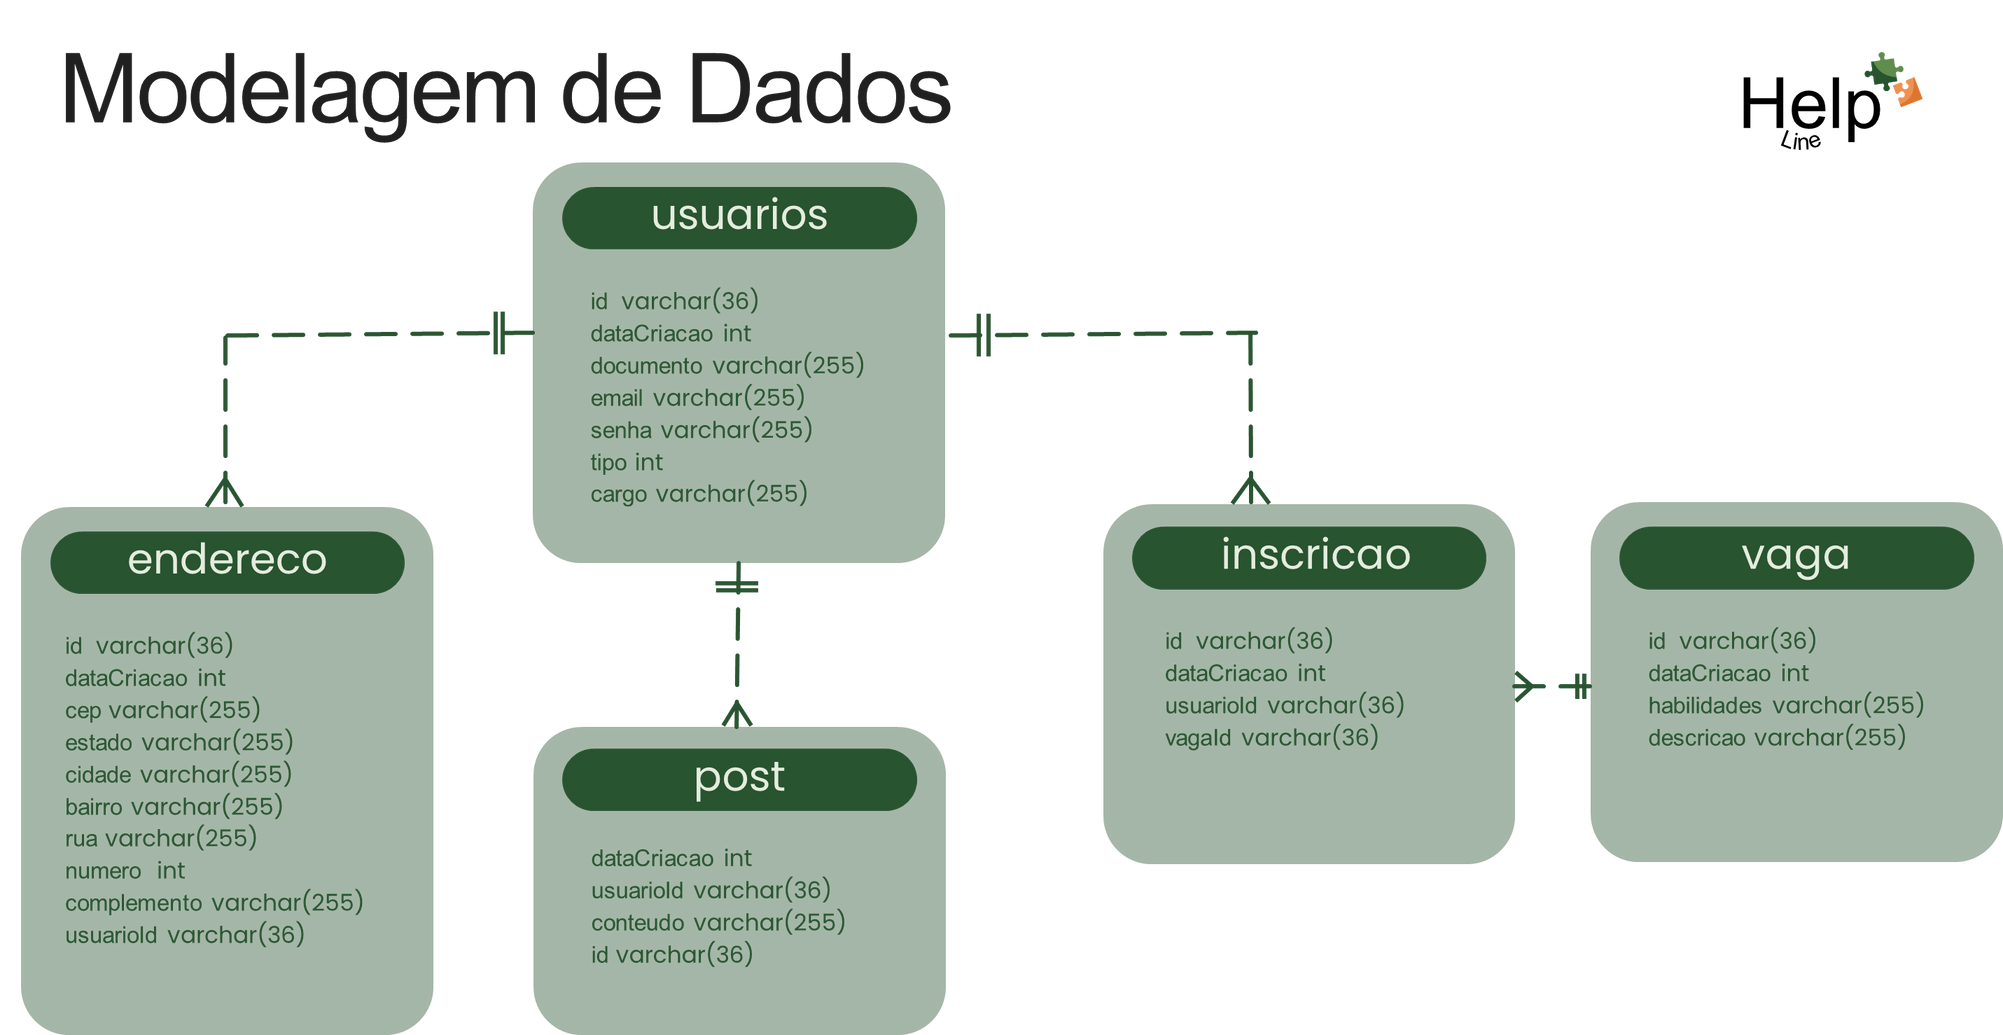 Modelagem de Dados
Help
Line
usuarios
id varchar(36)
dataCriacao int
documento varchar(255)
email varchar(255)
senha varchar(255)
tipo int
cargo varchar(255)
endereco
id varchar(36)
dataCriacao int
cep varchar(255)
estado varchar(255)
cidade varchar(255)
bairro varchar(255)
rua varchar(255)
numero int
complemento varchar(255)
usuarioId varchar(36)
post
dataCriacao int
usuarioId varchar(36)
conteudo varchar(255)
id varchar(36)
inscricao
id varchar(36)
dataCriacao int
usuarioId varchar(36)
vagaId varchar(36)
vaga
id varchar(36)
dataCriacao int
habilidades varchar(255)
descricao varchar(255)